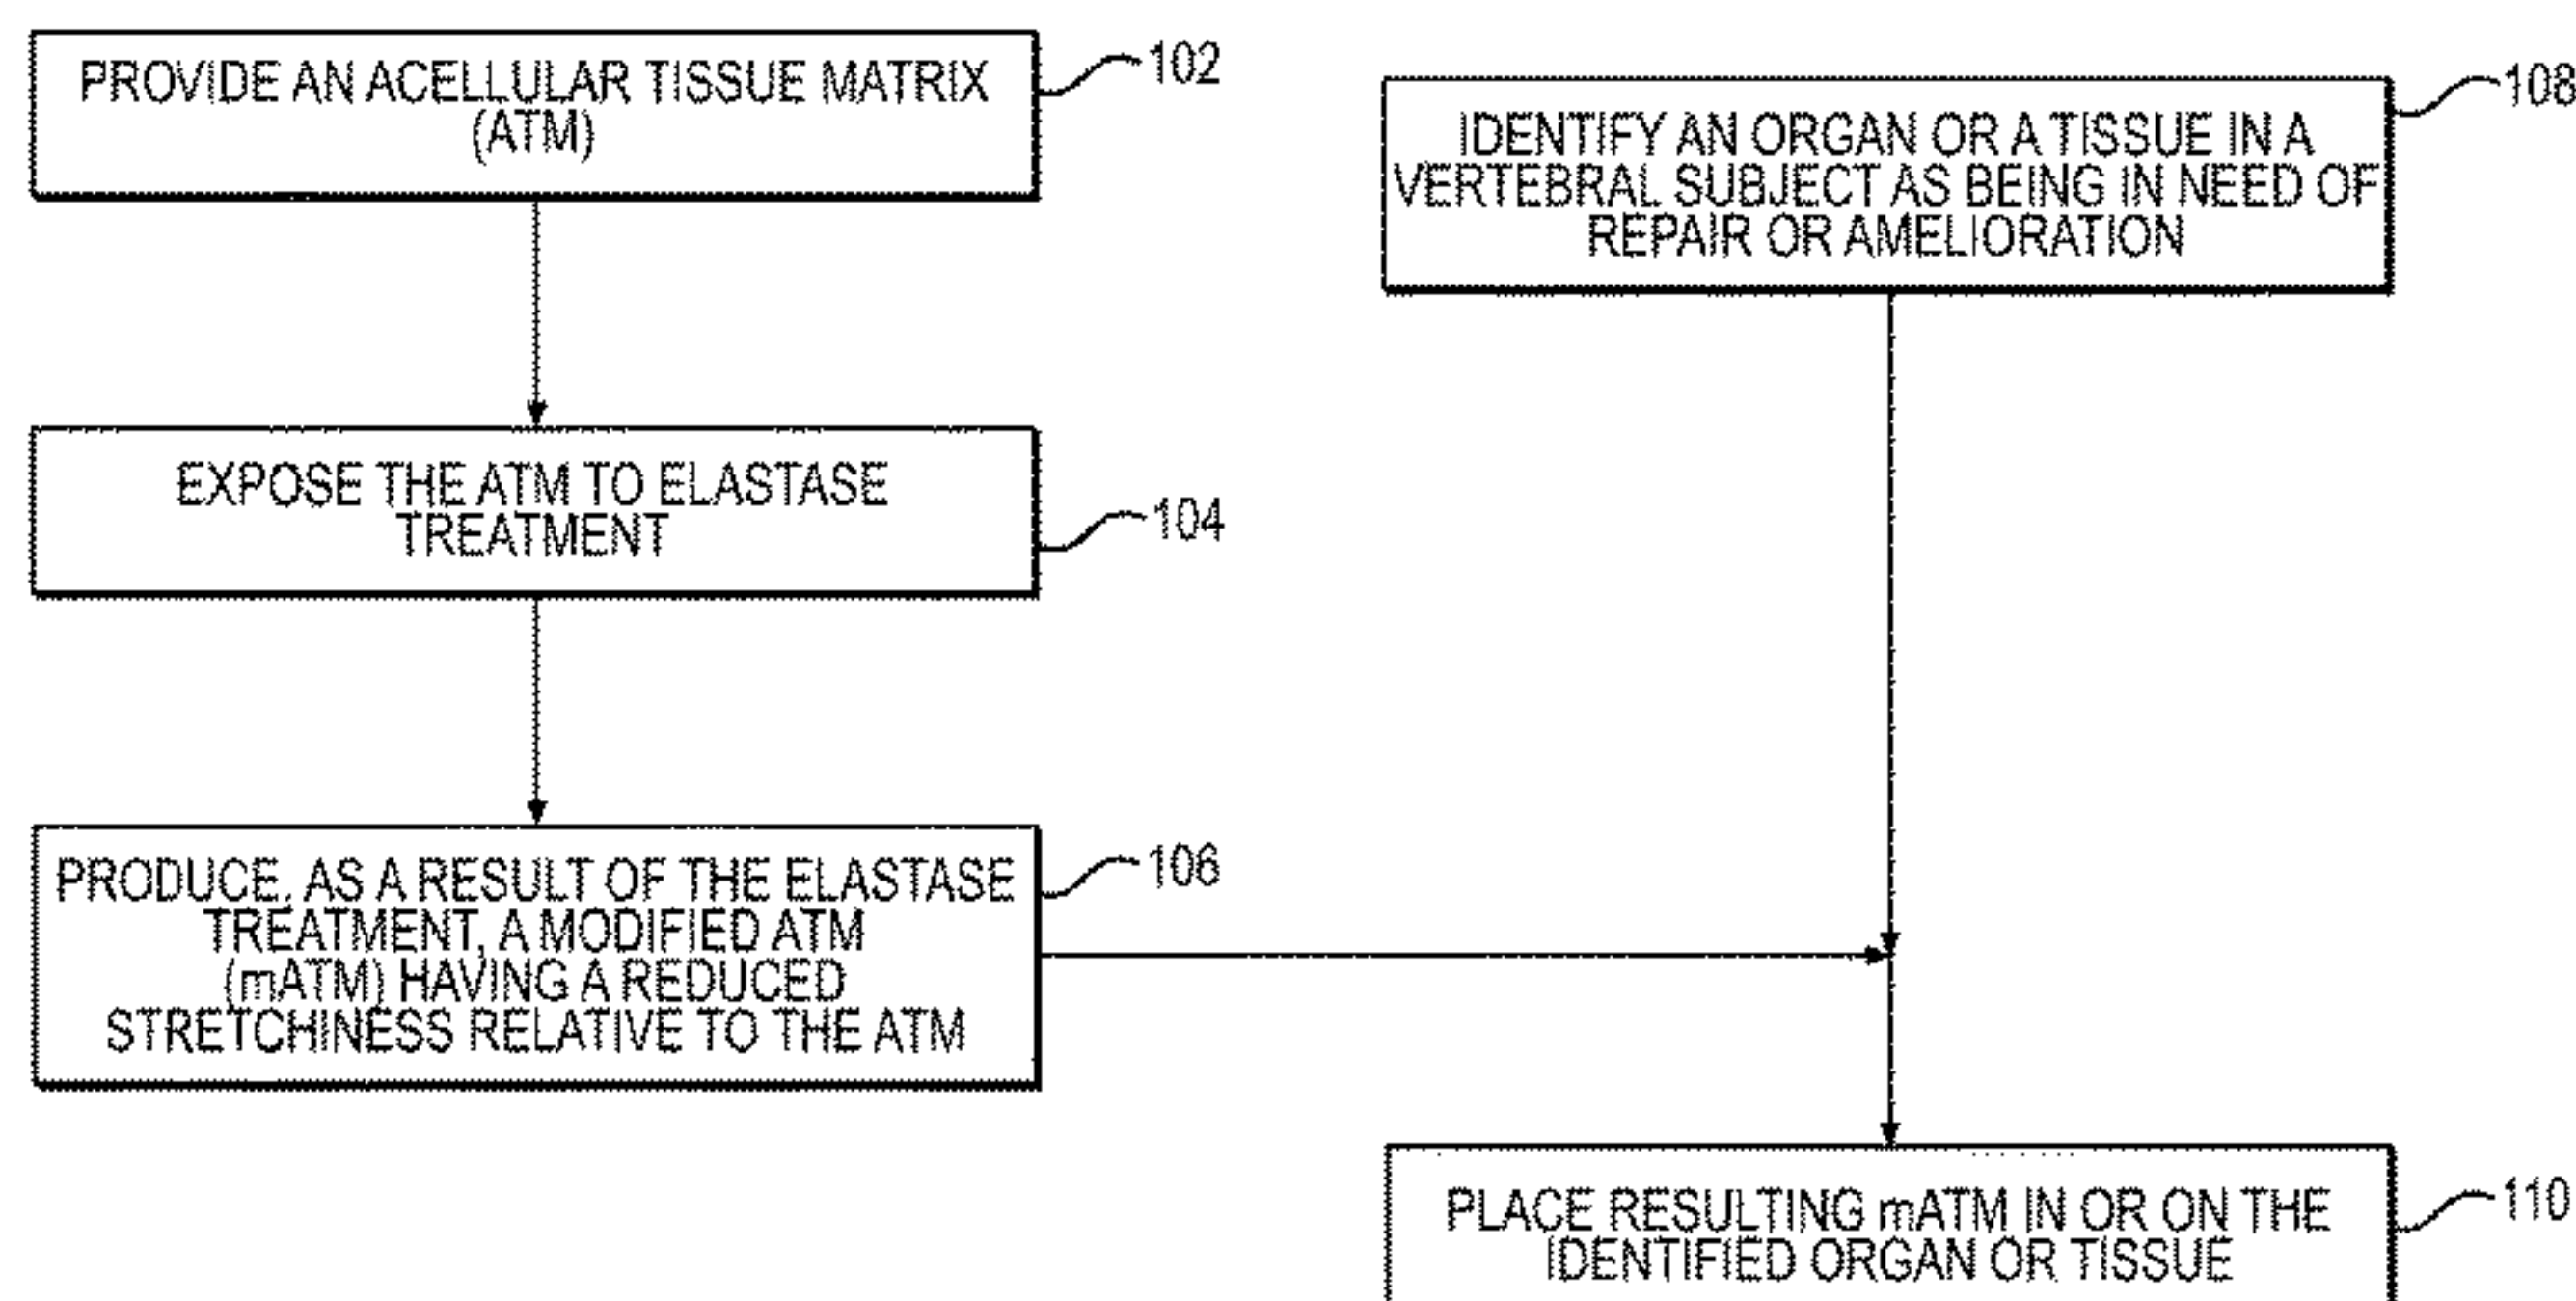 PROVIDE AN ACELLULAR TISSUE MATRIX
(ATM)
102
EXPOSE THE ATM TO ELASTASE
TREATMENT
104
PRODUCE, AS A RESULT OF THE ELASTASE
TREATMENT, A MODIFIED ATM
(mATM) HAVING A REDUCED
STRETCHINESS RELATIVE TO THE ATM
106
IDENTIFY AN ORGAN OR A TISSUE IN A
VERTEBRAL SUBJECT AS BEING IN NEED OF
REPAIR OR AMELIORATION
108
PLACE RESULTING mATM IN OR ON THE
IDENTIFIED ORGAN OR TISSUE
110